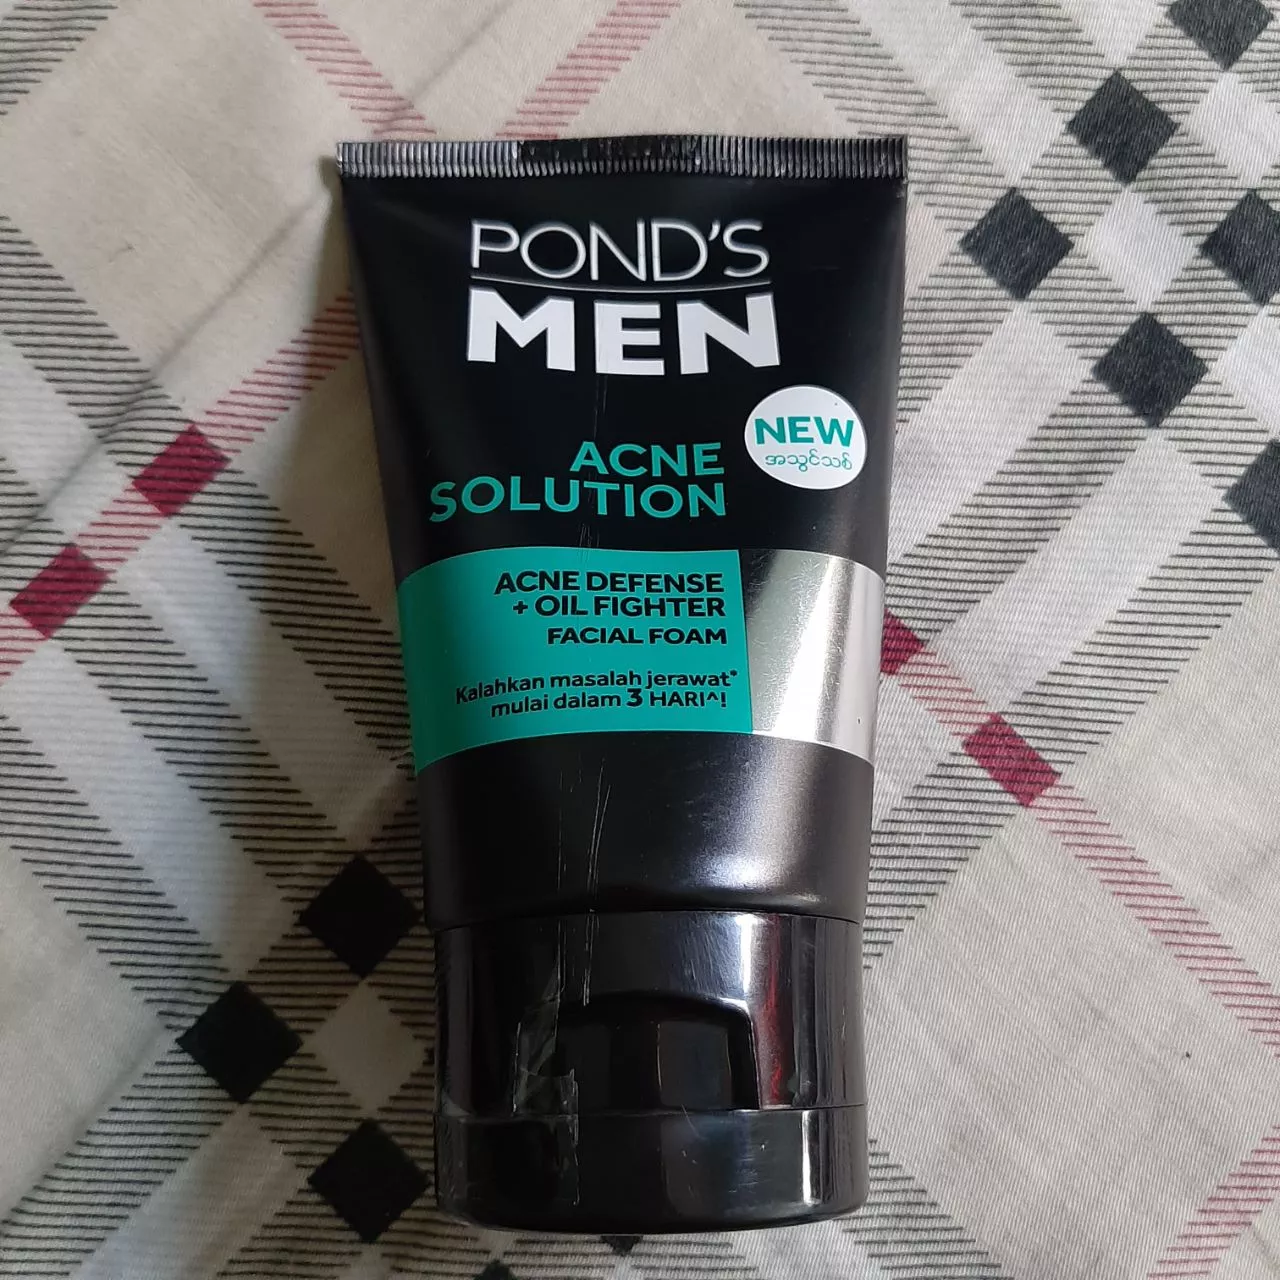 POND'S
MEN
NEW
အသွင်သစ်
ACNE
SOLUTION
ACNE DEFENSE
+ OIL FIGHTER
FACIAL FOAM
Kalahkan masalah jerawat*
mulai dalam 3 HARI^!